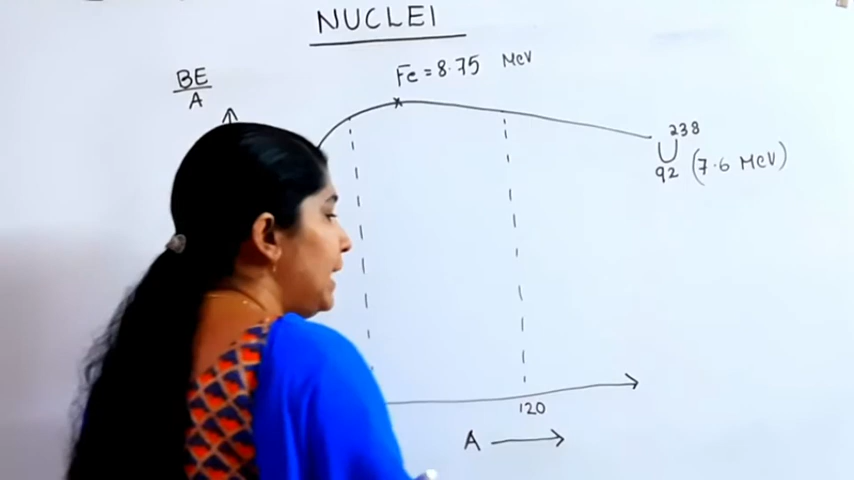 NUCLEI
Fe = 8.75 MeV
BE
A
U
238
92
(7.6 MeV)
120
A